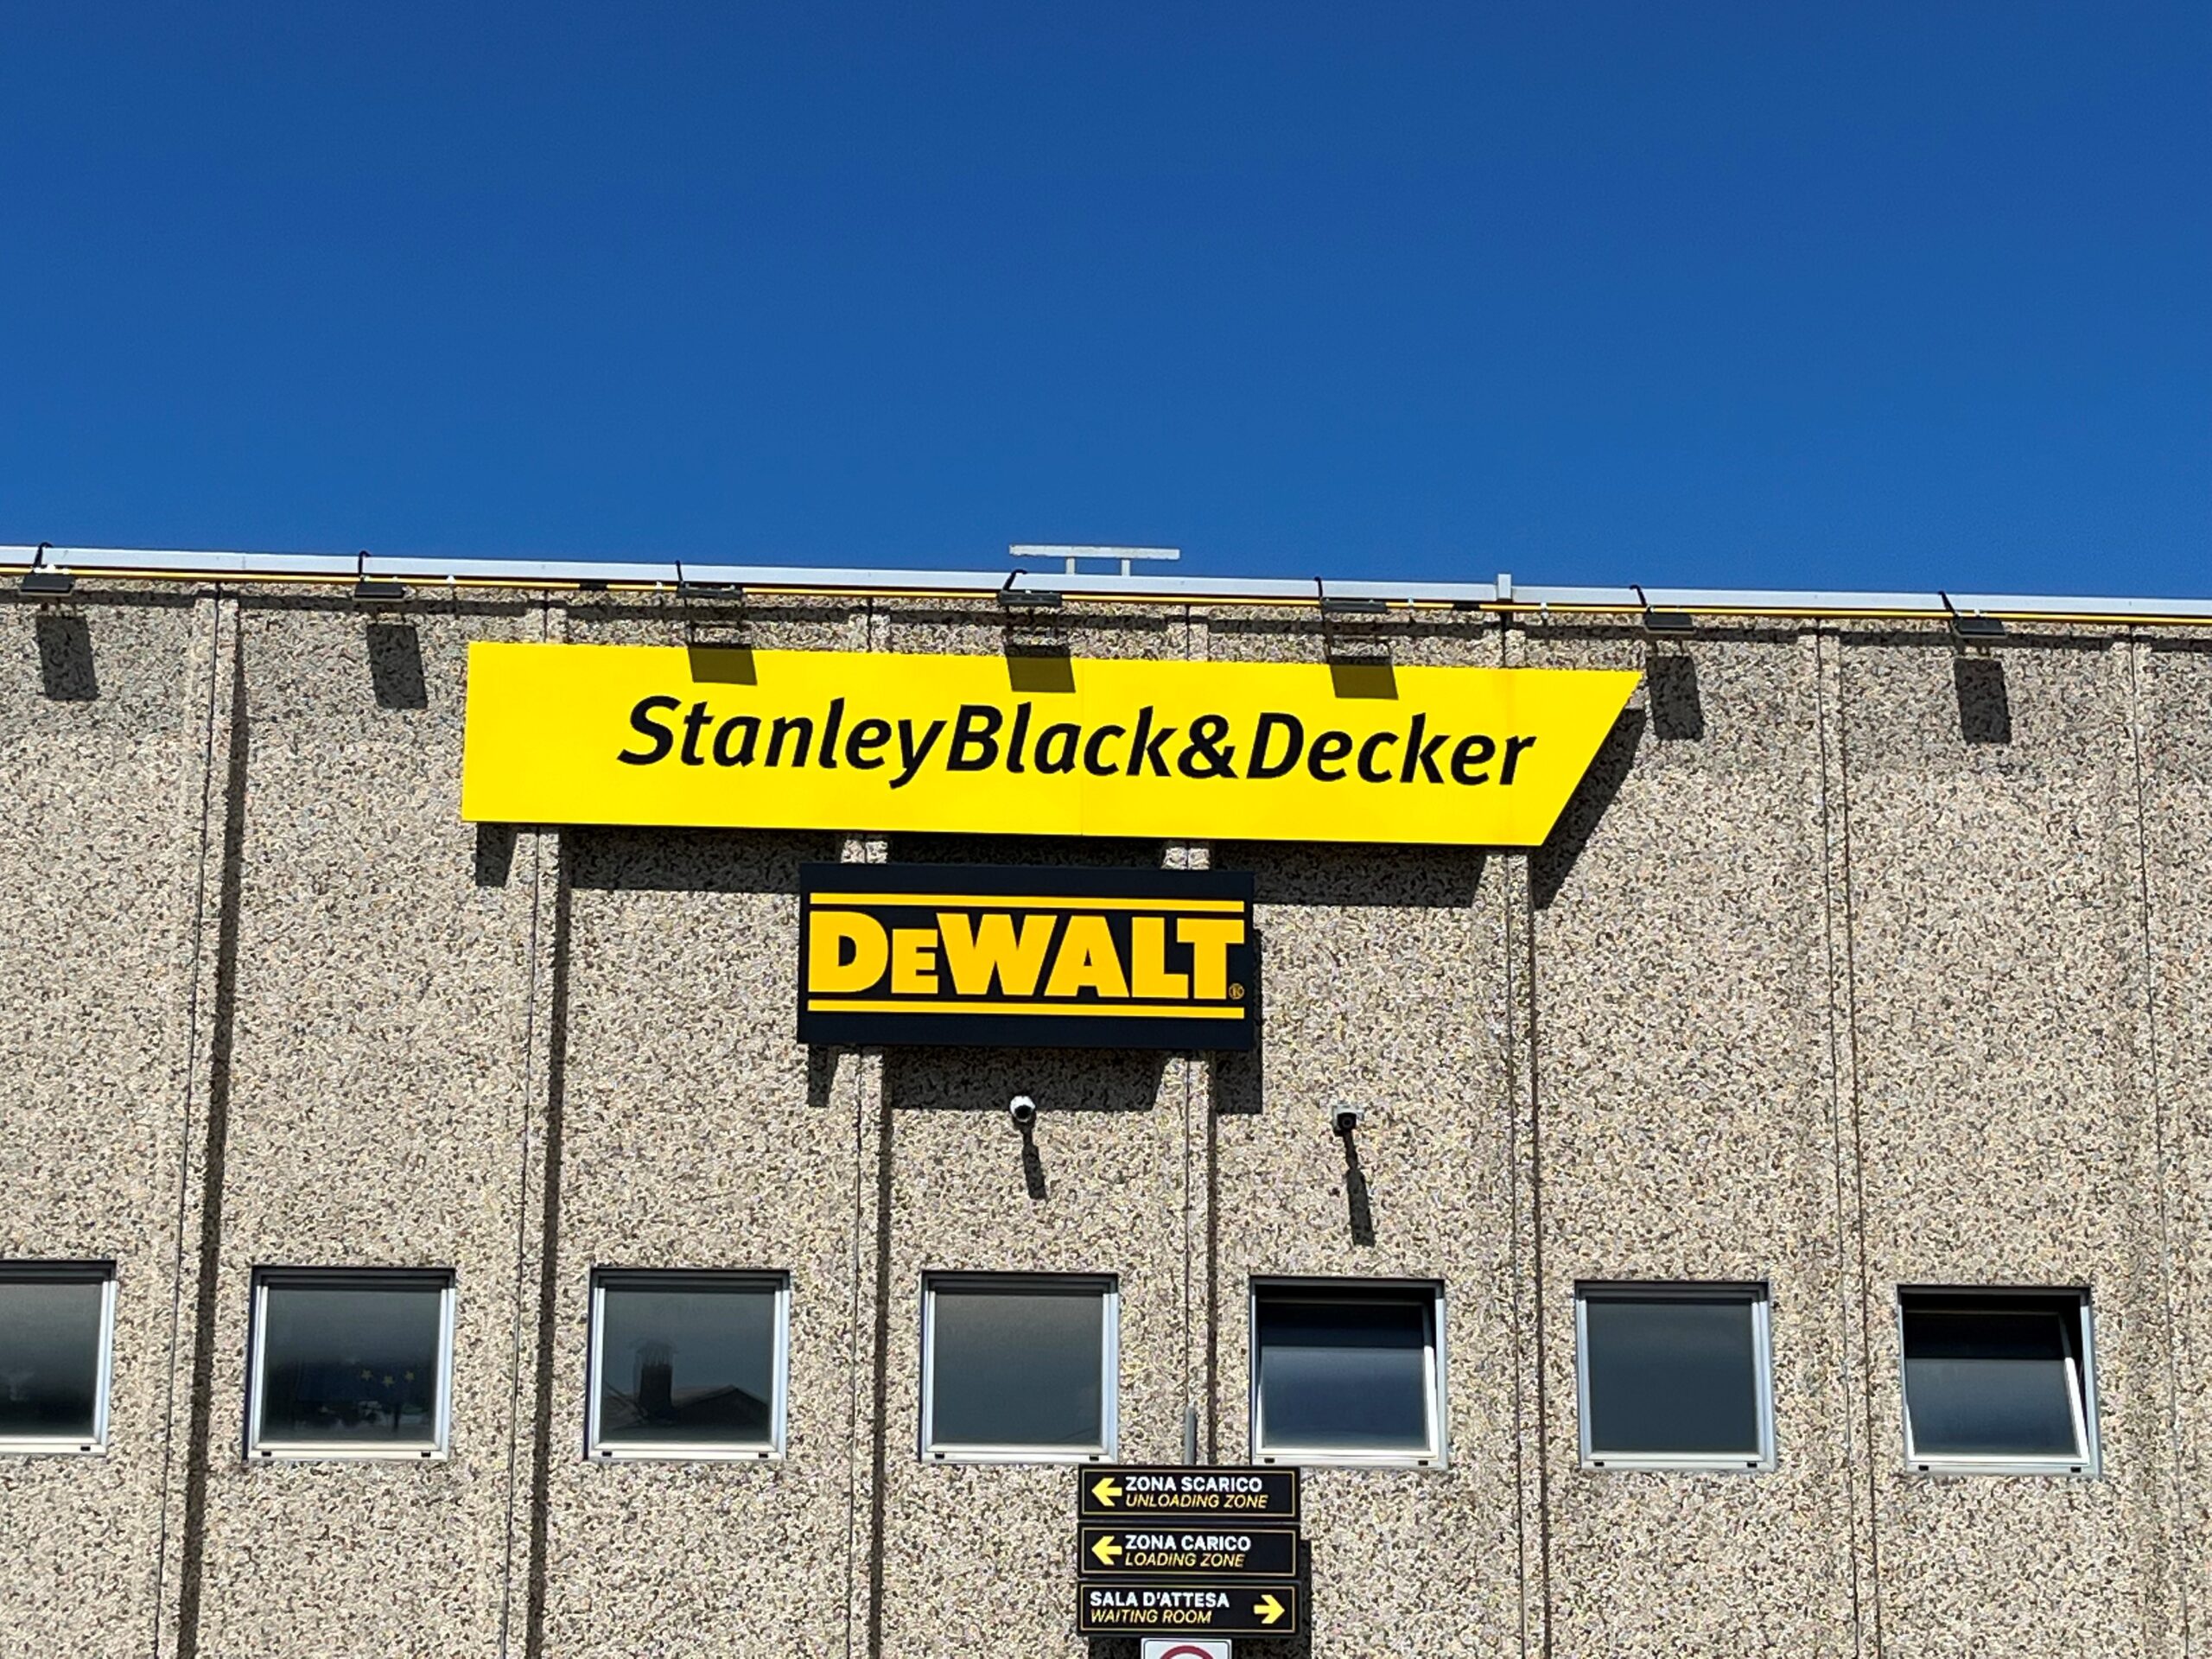 StanleyBlack&Decker
DEWALT®
ZONA SCARICO
UNLOADING ZONE
ZONA CARICO
LOADING ZONE
SALA D'ATTESA
WAITING ROOM